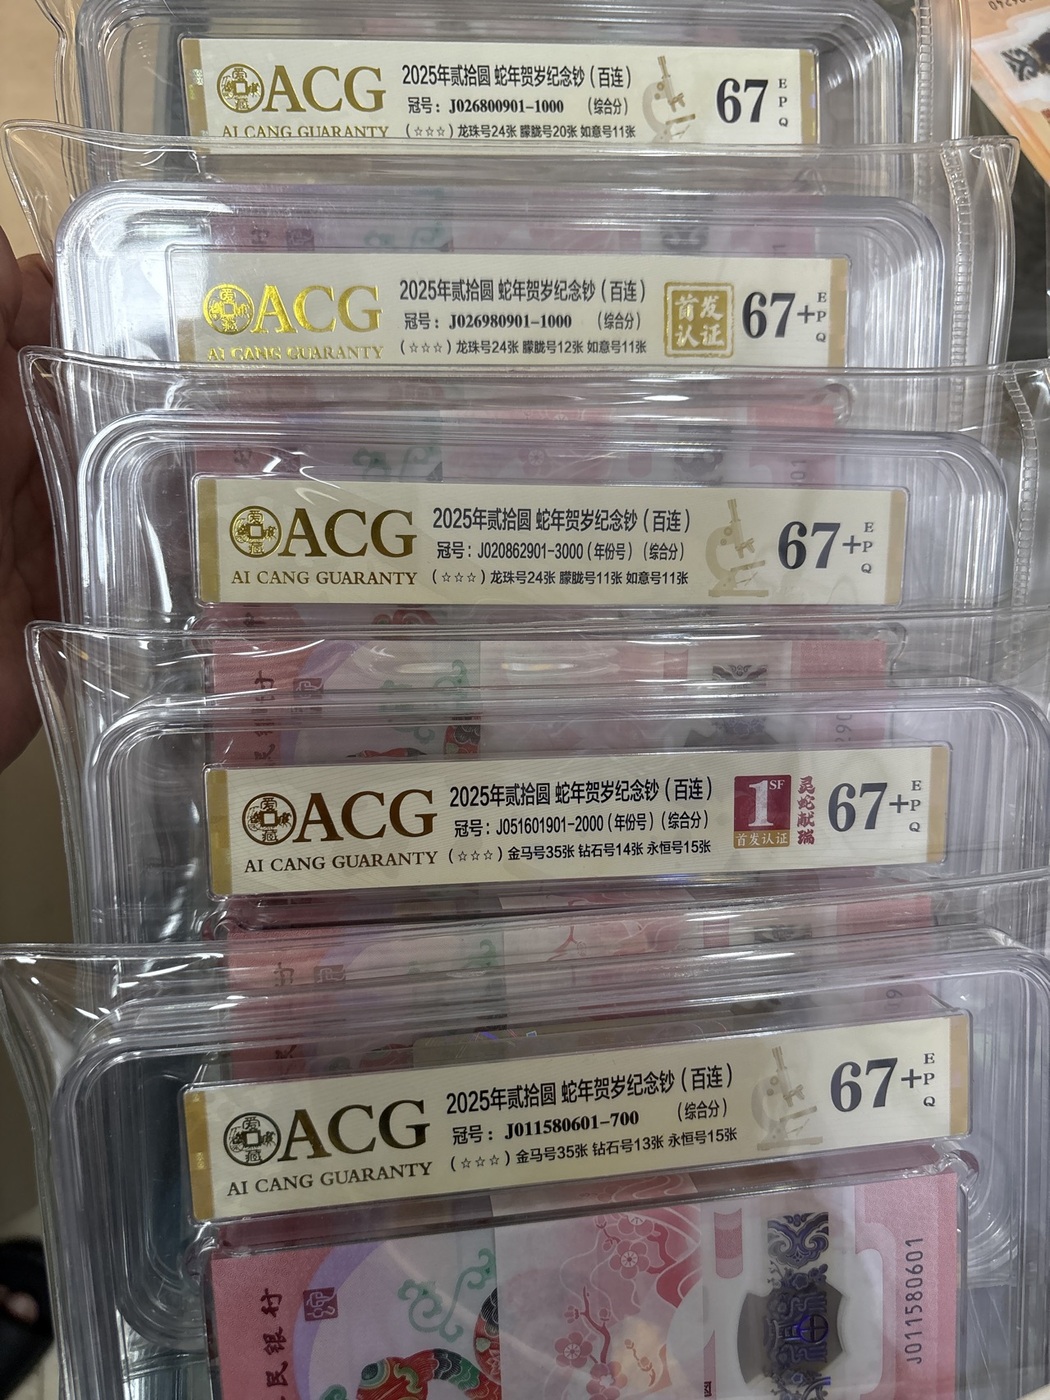 ACG
AI CANG GUARANTY
2025年贰拾圆 蛇年贺岁纪念钞（百连）
冠号：J026800901-1000 （综合分）
（☆☆☆）龙珠号24张 朦胧号20张 如意号11张
67 EPQ
ACG
AI CANG GUARANTY
2025年贰拾圆 蛇年贺岁纪念钞（百连）
冠号：J026980901-1000 （综合分）
（☆☆☆）龙珠号24张 朦胧号12张 如意号11张
首发认证
67+ EPQ
爱藏
ACG
AI CANG GUARANTY
2025年贰拾圆 蛇年贺岁纪念钞（百连）
冠号：J020862901-3000（年份号）（综合分）
（☆☆☆）龙珠号24张 朦胧号11张 如意号11张
67+ EPQ
爱藏
ACG
AI CANG GUARANTY
2025年贰拾圆 蛇年贺岁纪念钞（百连）
冠号：J051601901-2000（年份号）（综合分）
（☆☆☆）金马号35张 钻石号14张 永恒号15张
1SF
首发认证
灵蛇献瑞
67+ EPQ
爱藏
ACG
AI CANG GUARANTY
2025年贰拾圆 蛇年贺岁纪念钞（百连）
冠号：J011580601-700 （综合分）
（☆☆☆）金马号35张 钻石号13张 永恒号15张
67+ EPQ
民银行
J011580601